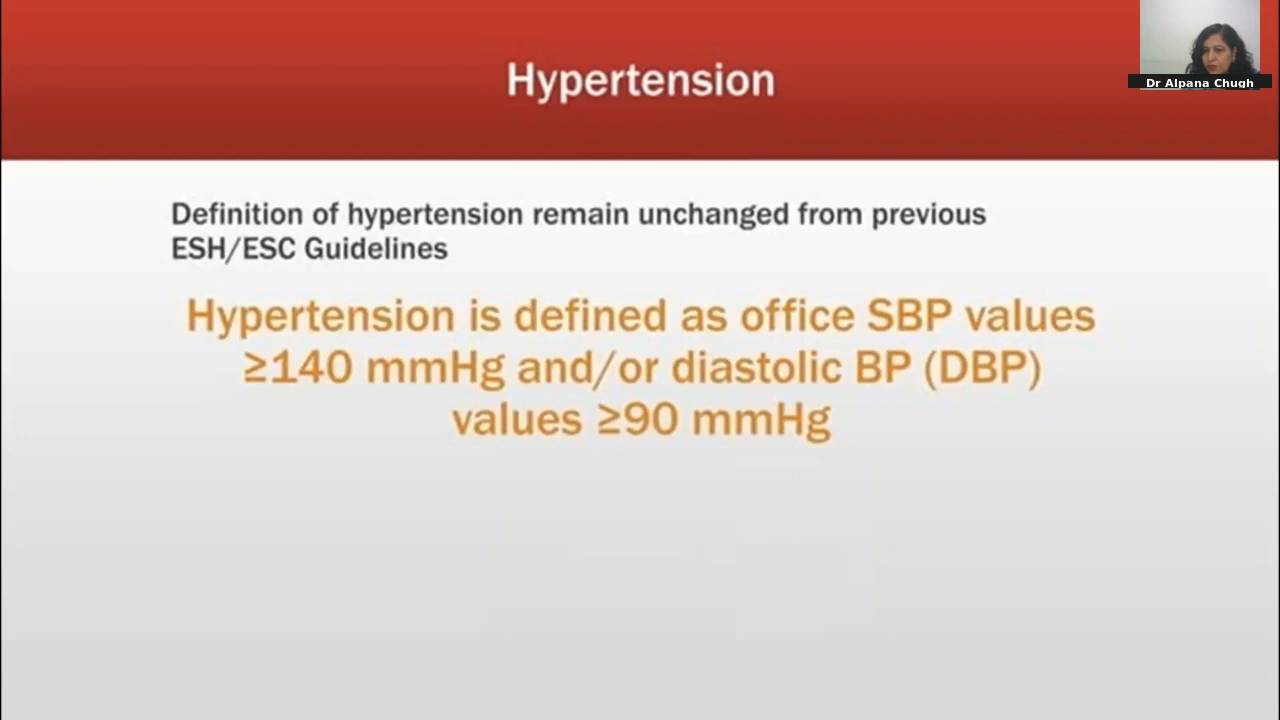 Hypertension
Dr Alpana Chugh
Definition of hypertension remain unchanged from previous
ESH/ESC Guidelines
Hypertension is defined as office SBP values
≥140 mmHg and/or diastolic BP (DBP)
values ≥90 mmHg